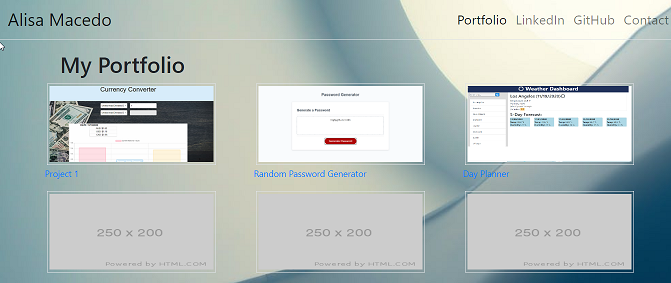 Alisa Macedo
Portfolio LinkedIn GitHub Contact
My Portfolio
Currency Converter
Password Generator
Generate a Password
Generate Password
Weather Dashboard
Los Angeles (11/10/2020)
5-Day Forecast:
Project 1
Random Password Generator
Day Planner
250 x 200
Powered by HTML.COM
250 x 200
Powered by HTML.COM
250 x 200
Powered by HTML.COM